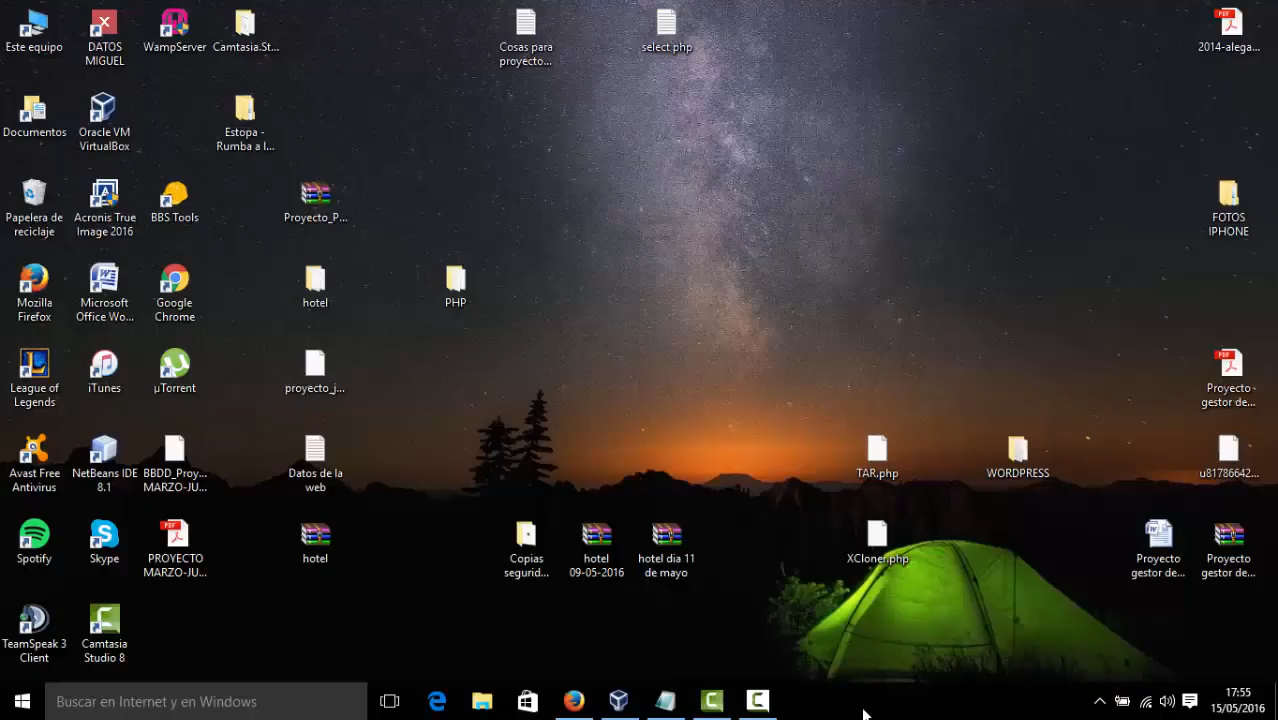 Este equipo
DATOS
MIGUEL
WampServer
Camtasia.St...
Cosas para
proyecto...
select php
2014-alega...
Documentos
Oracle VM
VirtualBox
Estopa -
Rumba a l...
Papelera de
reciclaje
Acronis True
Image 2016
BBS Tools
Proyecto_P...
FOTOS
IPHONE
Mozilla
Firefox
Microsoft
Office Wo...
Google
Chrome
hotel
PHP
League of
Legends
iTunes
µTorrent
proyecto_j...
Proyecto -
gestor de...
Avast Free
Antivirus
NetBeans IDE
8.1
BBDD_Proy...
MARZO-JU...
Datos de la
web
TAR.php
WORDPRESS
u81786642...
Spotify
Skype
PROYECTO
MARZO-JU...
hotel
Copias
segurid...
hotel
09-05-2016
hotel dia 11
de mayo
XCloner.php
Proyecto
gestor de...
Proyecto
gestor de...
TeamSpeak 3
Client
Camtasia
Studio 8
Buscar en Internet y en Windows
17:55
15/05/2016